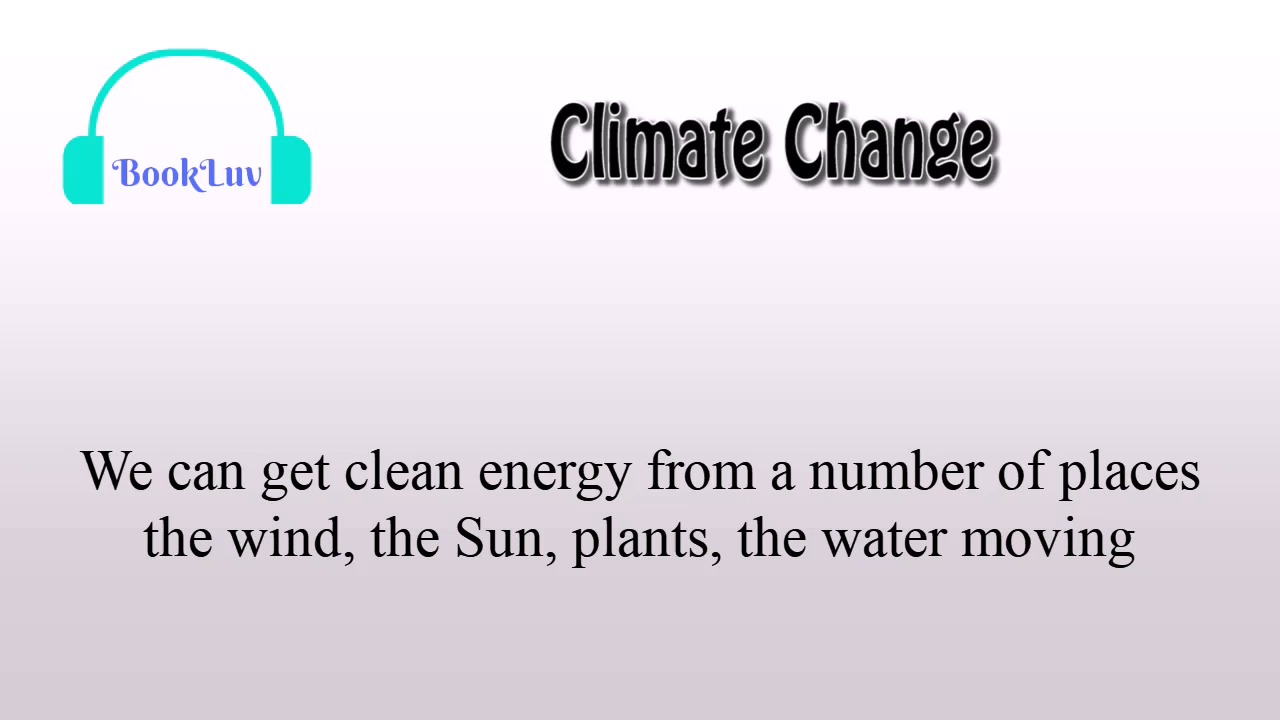 BookLuv
Climate Change
We can get clean energy from a number of places
the wind, the Sun, plants, the water moving